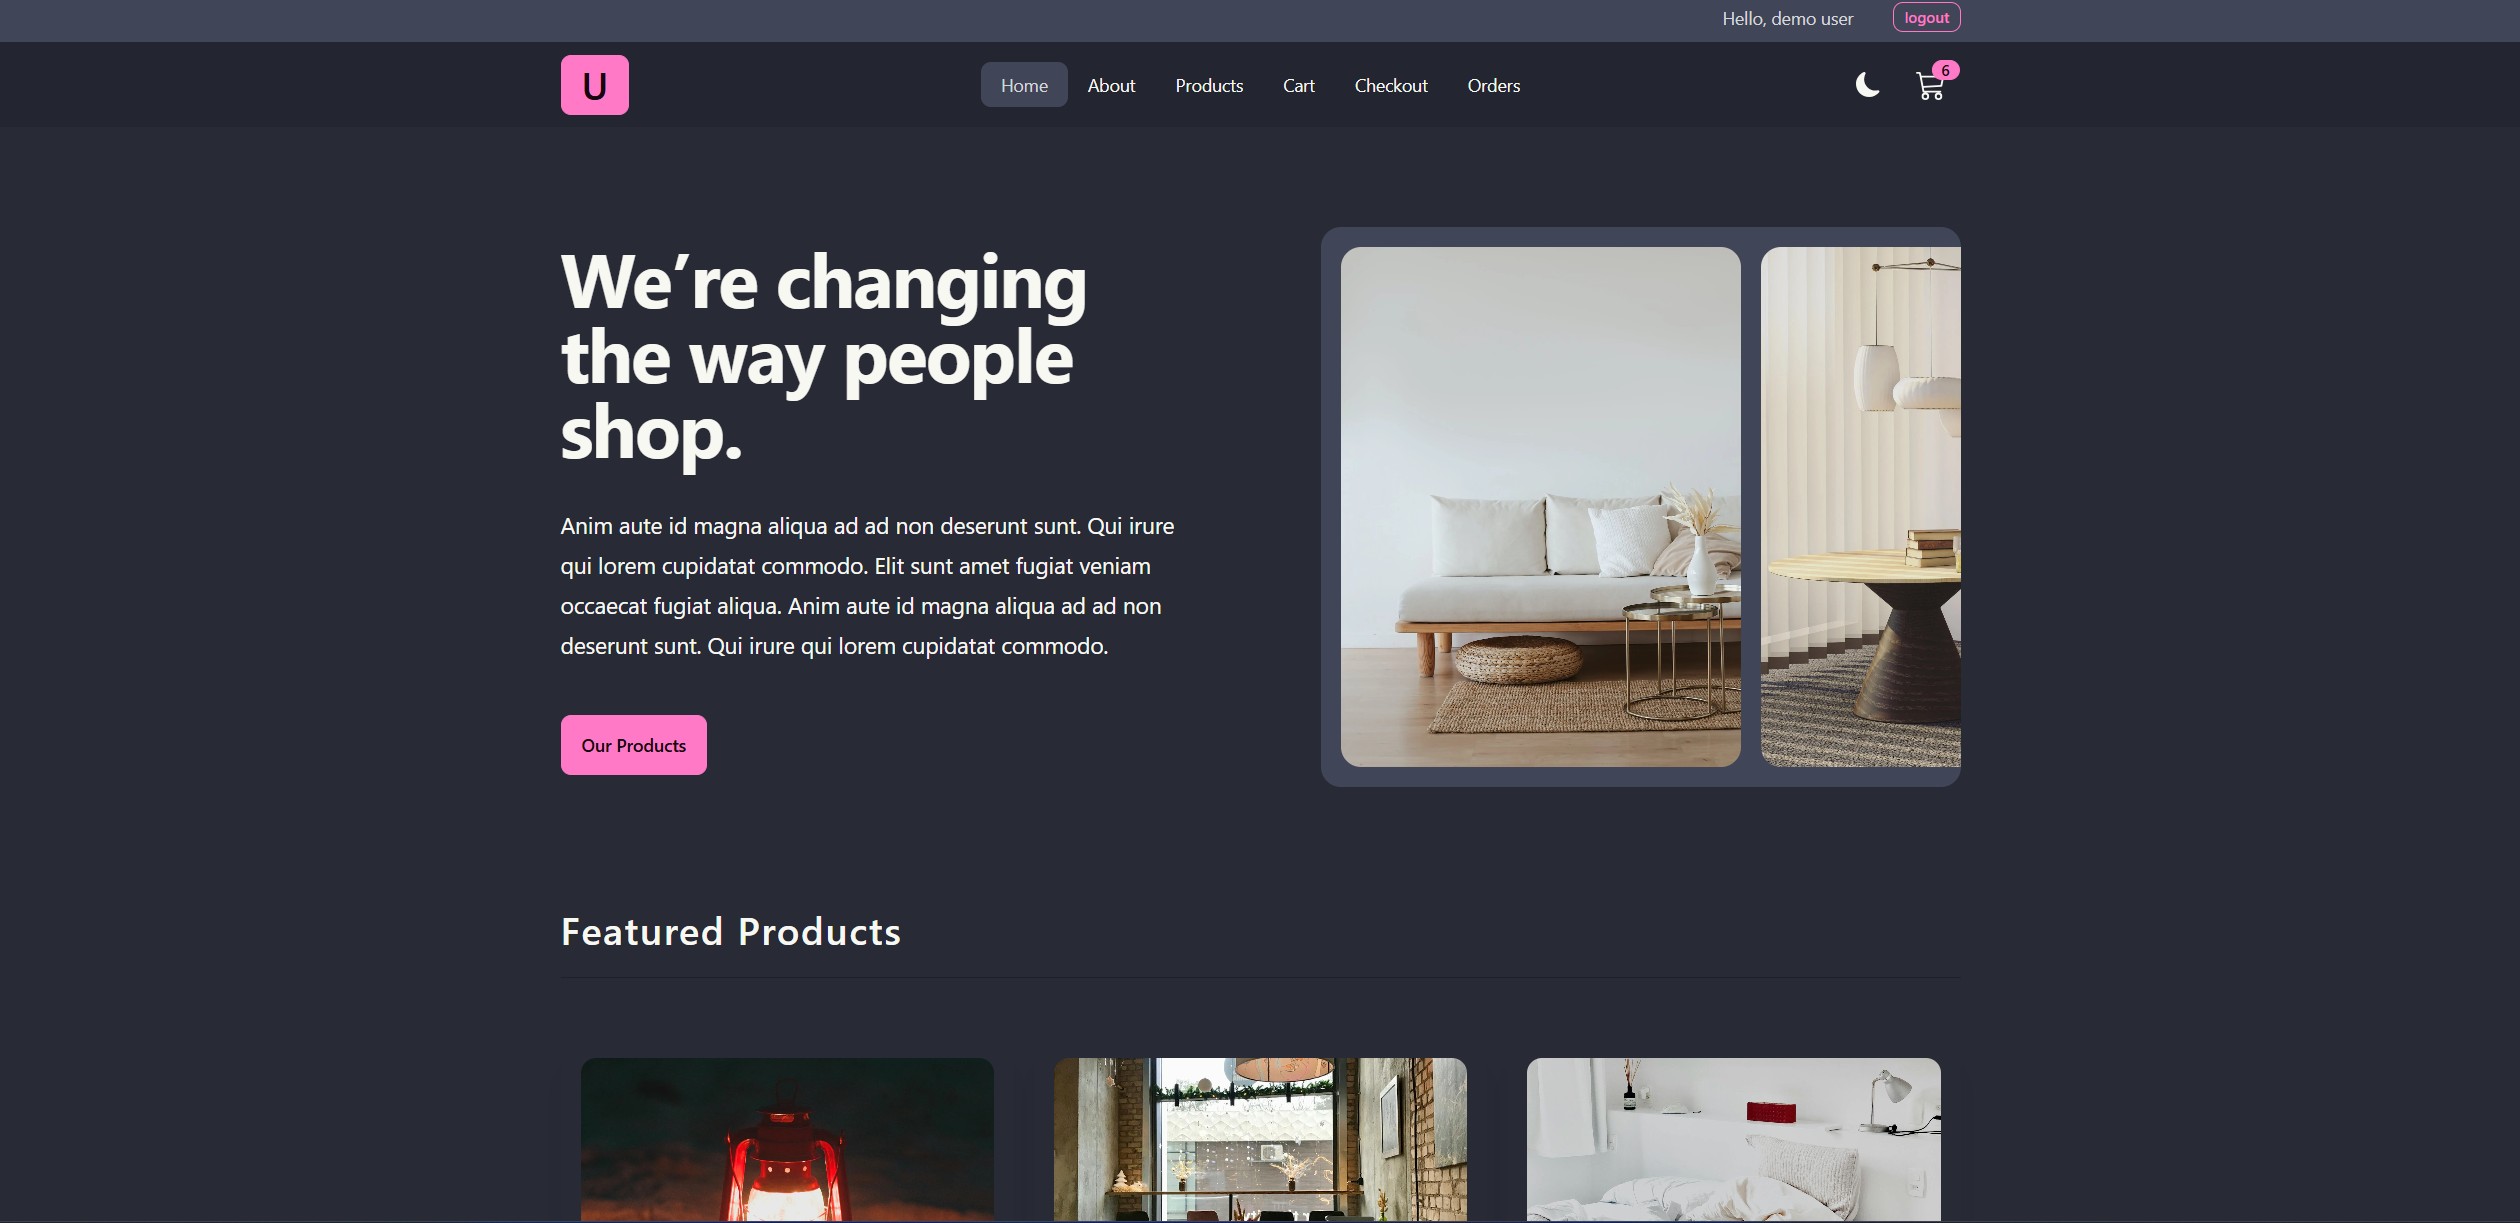 Hello, demo user
logout
U
Home
About
Products
Cart
Checkout
Orders
6
We’re changing
the way people
shop.
Anim aute id magna aliqua ad ad non deserunt sunt. Qui irure
qui lorem cupidatat commodo. Elit sunt amet fugiat veniam
occaecat fugiat aliqua. Anim aute id magna aliqua ad ad non
deserunt sunt. Qui irure qui lorem cupidatat commodo.
Our Products
Featured Products